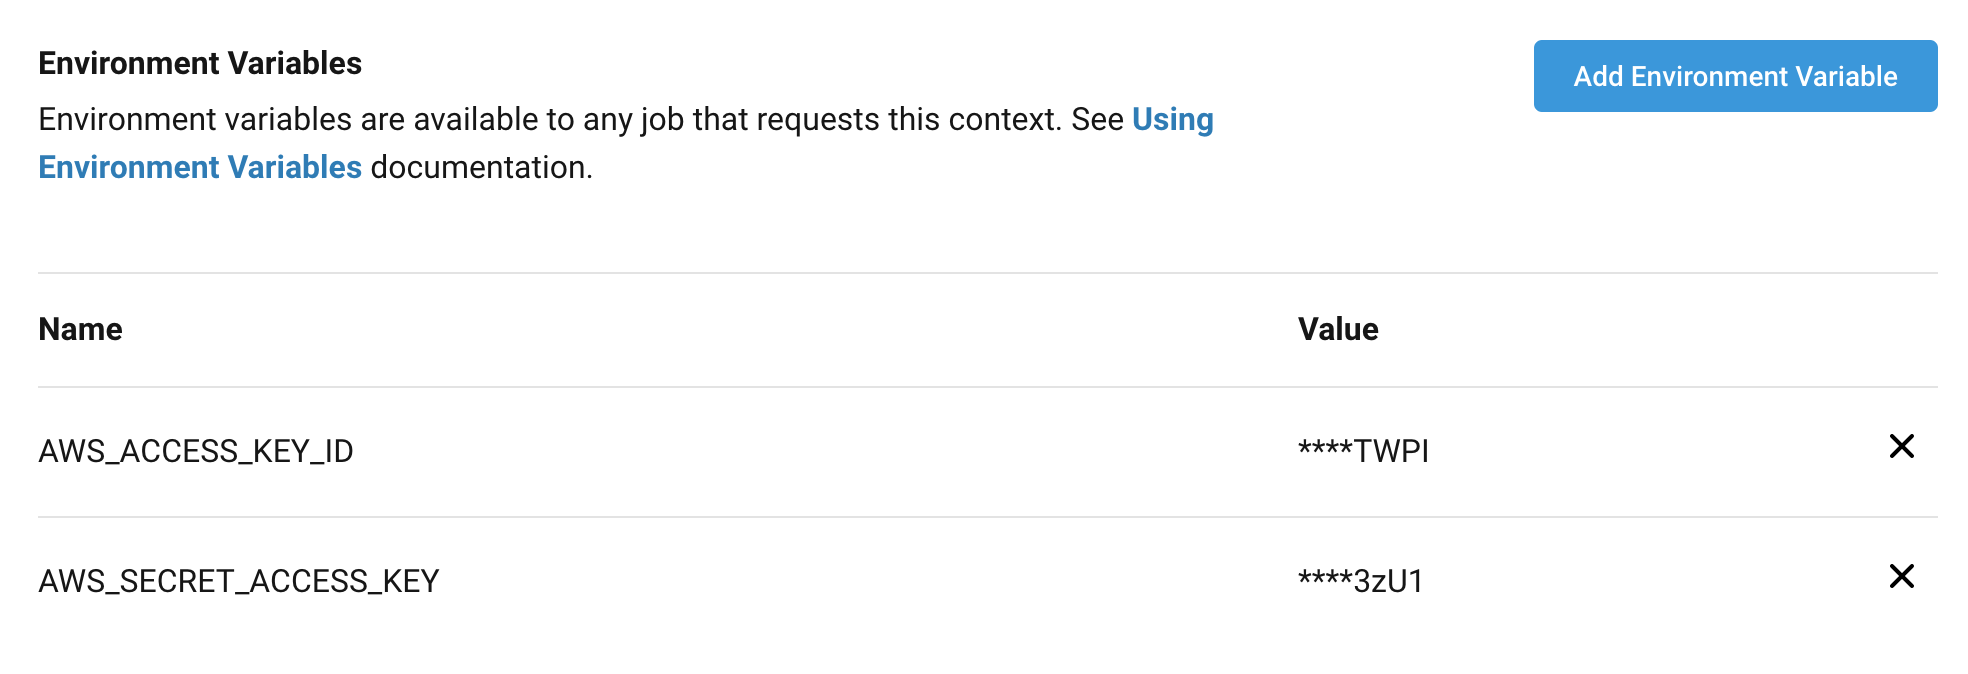 Environment Variables
Add Environment Variable
Environment variables are available to any job that requests this context. See Using
Environment Variables documentation.
Name Value
AWS_ACCESS_KEY_ID ****TWPI
AWS_SECRET_ACCESS_KEY ****3zU1